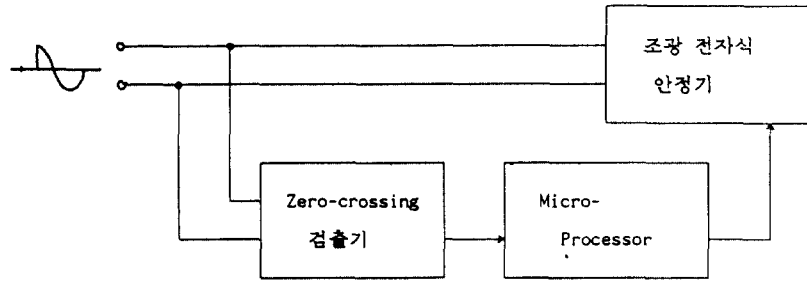 조광 전자식
안정기
Zero-crossing
검출기
Micro-
Processor